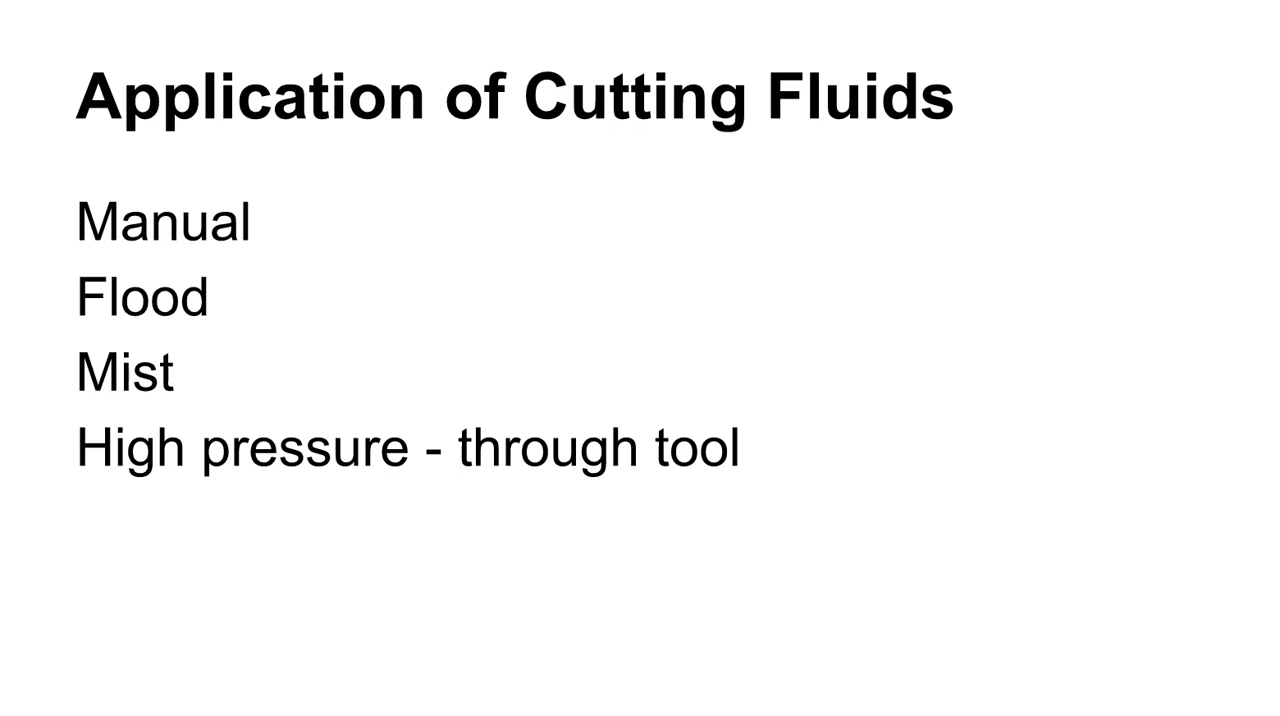 Application of Cutting Fluids
Manual
Flood
Mist
High pressure - through tool